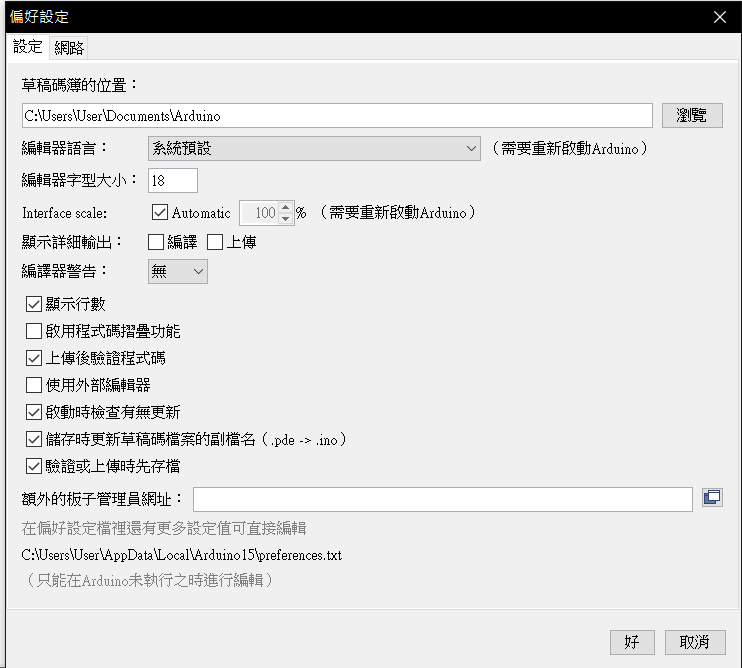 偏好設定
設定 網路
草稿碼簿的位置：
C:\Users\User\Documents\Arduino 瀏覽
編輯器語言： 系統預設 （需要重新啟動Arduino）
編輯器字型大小： 18
Interface scale: Automatic 100 % （需要重新啟動Arduino）
顯示詳細輸出： 編譯 上傳
編譯器警告： 無
顯示行數
啟用程式碼摺疊功能
上傳後驗證程式碼
使用外部編輯器
啟動時檢查有無更新
儲存時更新草稿碼檔案的副檔名（.pde -> .ino）
驗證或上傳時先存檔
額外的板子管理員網址：
在偏好設定檔裡還有更多設定值可直接編輯
C:\Users\User\AppData\Local\Arduino15\preferences.txt
（只能在Arduino未執行之時進行編輯）
好 取消